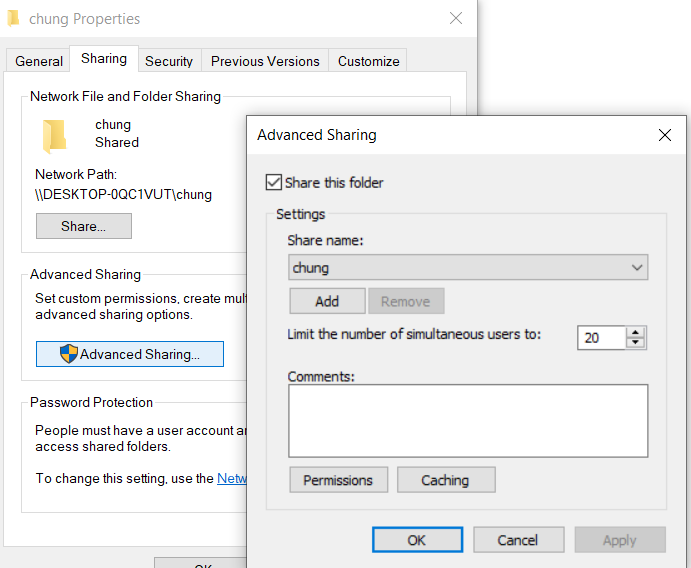 chung Properties
General
Sharing
Security
Previous Versions
Customize
Network File and Folder Sharing
chung
Shared
Network Path:
\\DESKTOP-0QC1VUT\chung
Share...
Advanced Sharing
Set custom permissions, create
advanced sharing options.
Advanced Sharing...
Password Protection
People must have a user account
access shared folders.
To change this setting, use the
Advanced Sharing
Share this folder
Settings
Share name:
chung
Add
Remove
Limit the number of simultaneous users to:
20
Comments:
Permissions
Caching
OK
Cancel
Apply